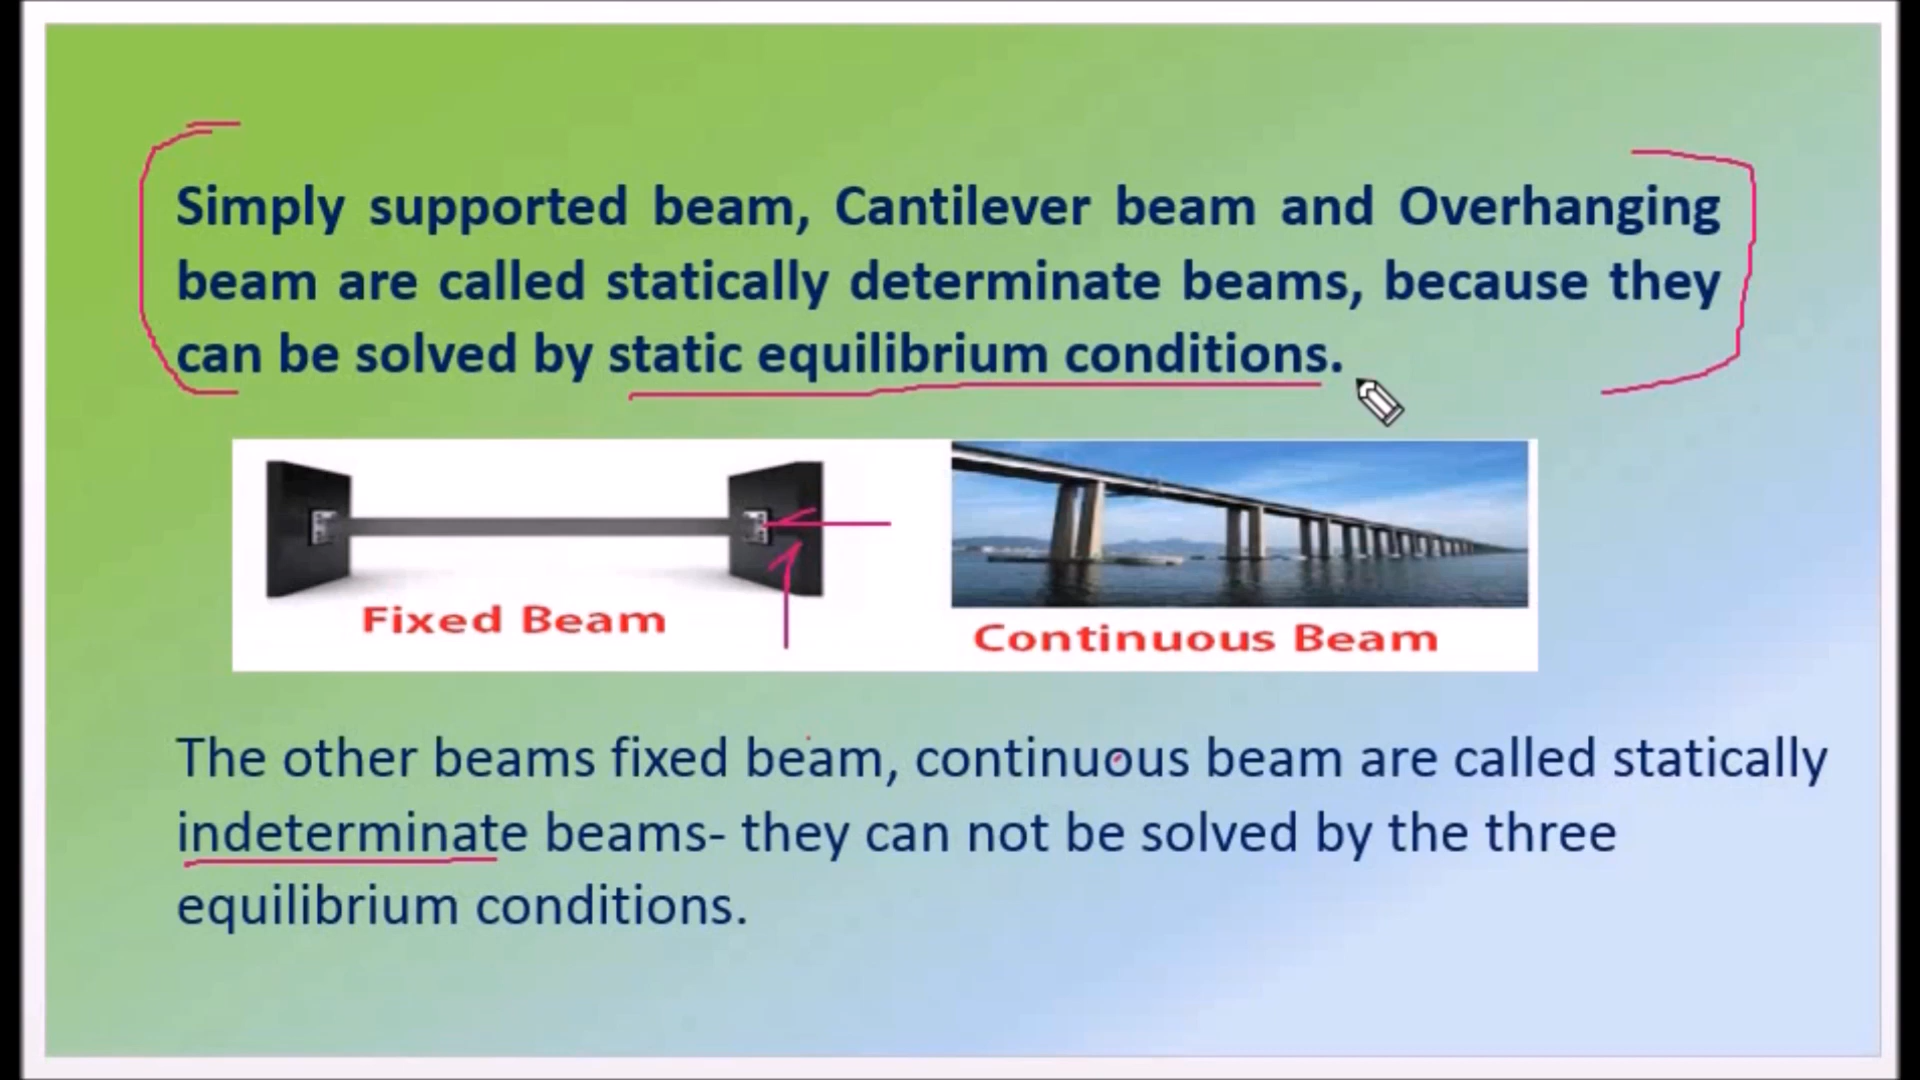 Simply supported beam, Cantilever beam and Overhanging
beam are called statically determinate beams, because they
can be solved by static equilibrium conditions.
Fixed Beam
Continuous Beam
The other beams fixed beam, continuous beam are called statically
indeterminate beams- they can not be solved by the three
equilibrium conditions.